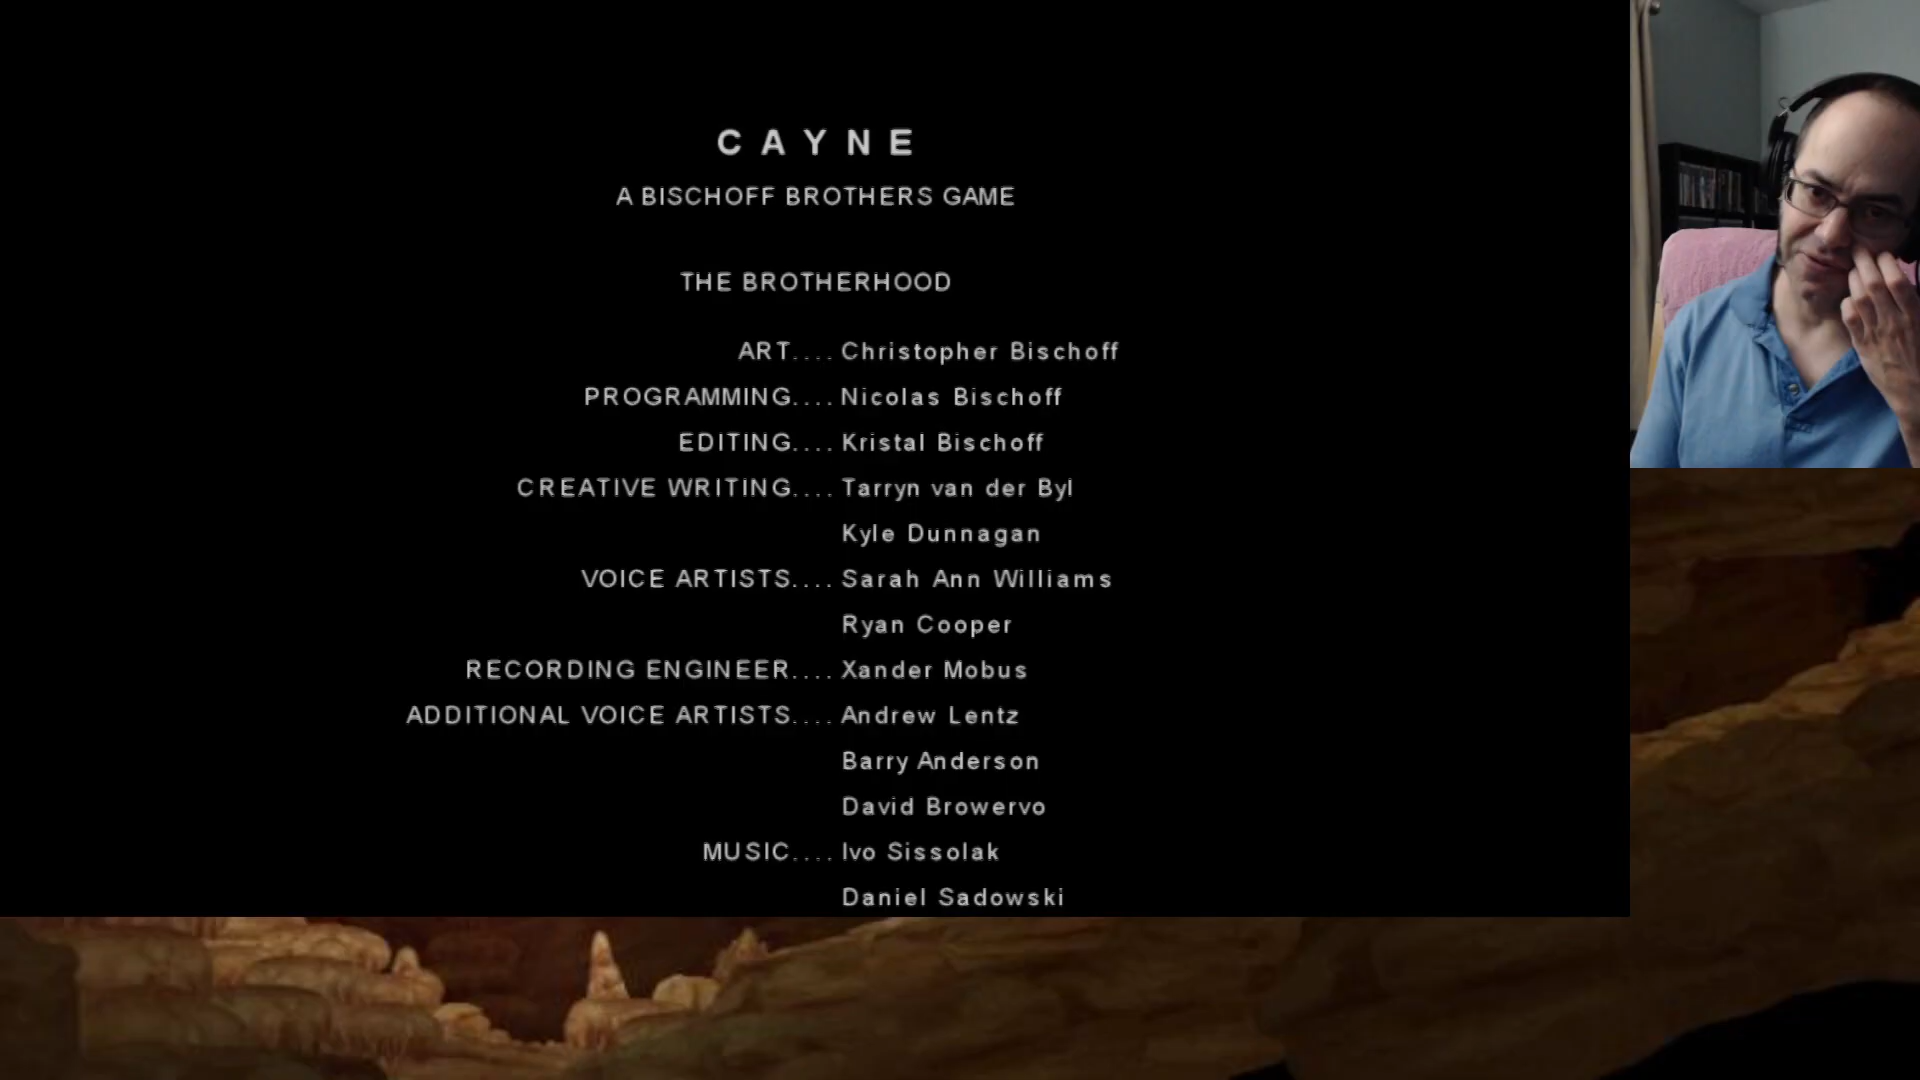 CAYNE
A BISCHOFF BROTHERS GAME
THE BROTHERHOOD
ART.... Christopher Bischoff
PROGRAMMING.... Nicolas Bischoff
EDITING.... Kristal Bischoff
CREATIVE WRITING.... Tarryn van der Byl
Kyle Dunnagan
VOICE ARTISTS.... Sarah Ann Williams
Ryan Cooper
RECORDING ENGINEER.... Xander Mobus
ADDITIONAL VOICE ARTISTS.... Andrew Lentz
Barry Anderson
David Browervo
MUSIC.... Ivo Sissolak
Daniel Sadowski